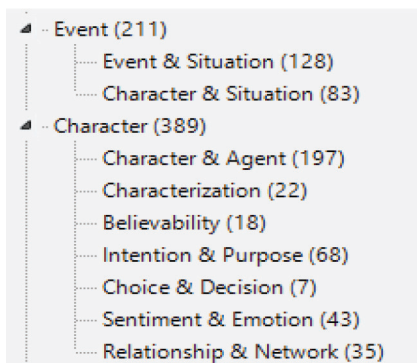 Event (211)
Event & Situation (128)
Character & Situation (83)
Character (389)
Character & Agent (197)
Characterization (22)
Believability (18)
Intention & Purpose (68)
Choice & Decision (7)
Sentiment & Emotion (43)
Relationship & Network (35)